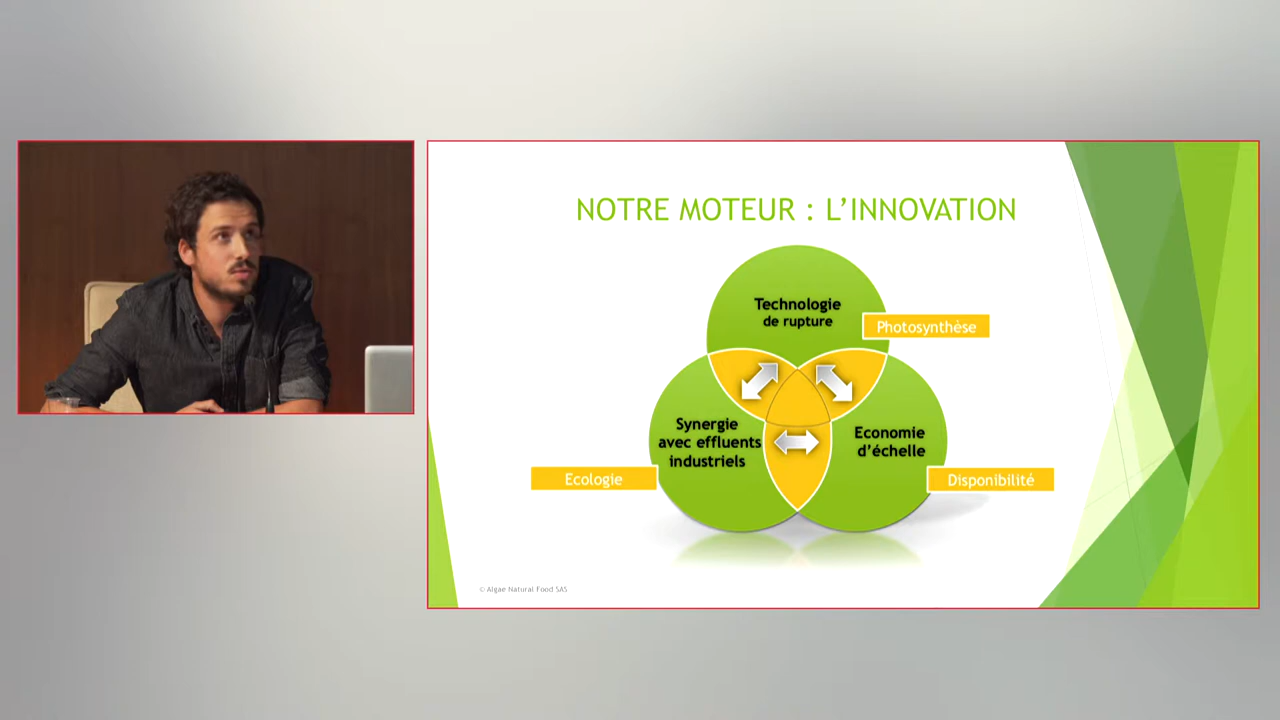 NOTRE MOTEUR : L’INNOVATION
Technologie
de rupture
Photosynthèse
Synergie
avec effluents
industriels
Economie
d’échelle
Ecologie
Disponibilité
© Algae Natural Food SAS